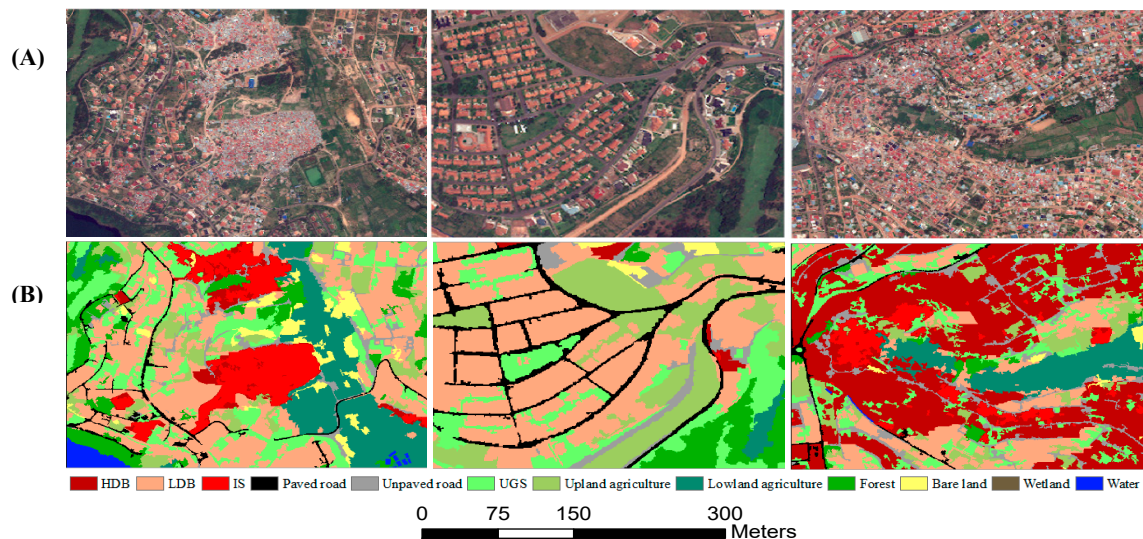 (A)
(B)
HDB LDB IS Paved road Unpaved road UGS Upland agriculture Lowland agriculture Forest Bare land Wetland Water
0 75 150 300
Meters